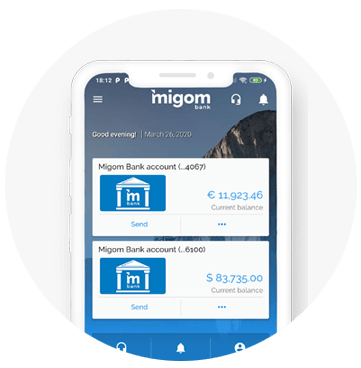 18:12
migom
bank
Good evening! | March 26, 2020
Migom Bank account (...4067)
m
bank
€ 11,923.46
Current balance
Send
•••
Migom Bank account (...6100)
m
bank
$ 83,735.00
Current balance
Send
•••